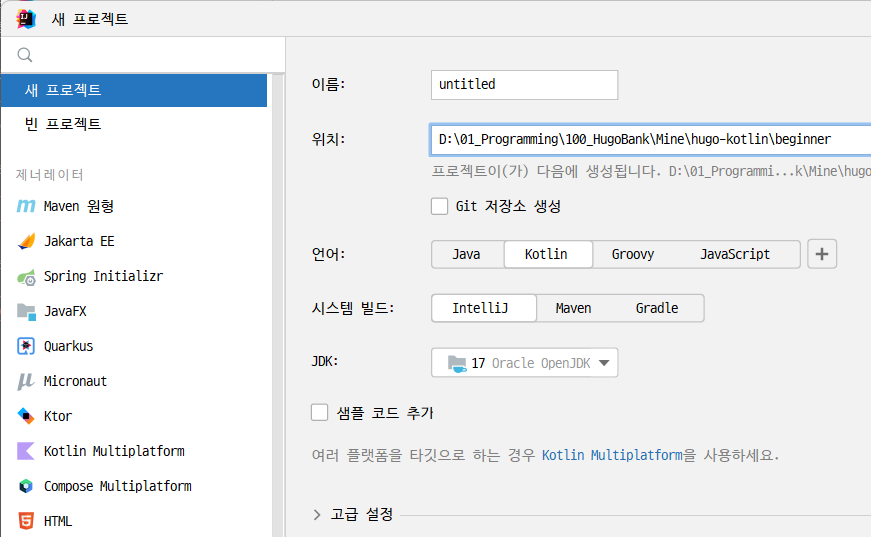 새 프로젝트
새 프로젝트
빈 프로젝트
제너레이터
Maven 원형
Jakarta EE
Spring Initializr
JavaFX
Quarkus
Micronaut
Ktor
Kotlin Multiplatform
Compose Multiplatform
HTML
이름: untitled
위치: D:\01_Programming\100_HugoBank\Mine\hugo-kotlin\beginner
프로젝트이(가) 다음에 생성됩니다. D:\01_Programmi...k\Mine\hugo
Git 저장소 생성
언어: Java Kotlin Groovy JavaScript +
시스템 빌드: IntelliJ Maven Gradle
JDK: 17 Oracle OpenJDK
샘플 코드 추가
여러 플랫폼을 타깃으로 하는 경우 Kotlin Multiplatform을 사용하세요.
고급 설정